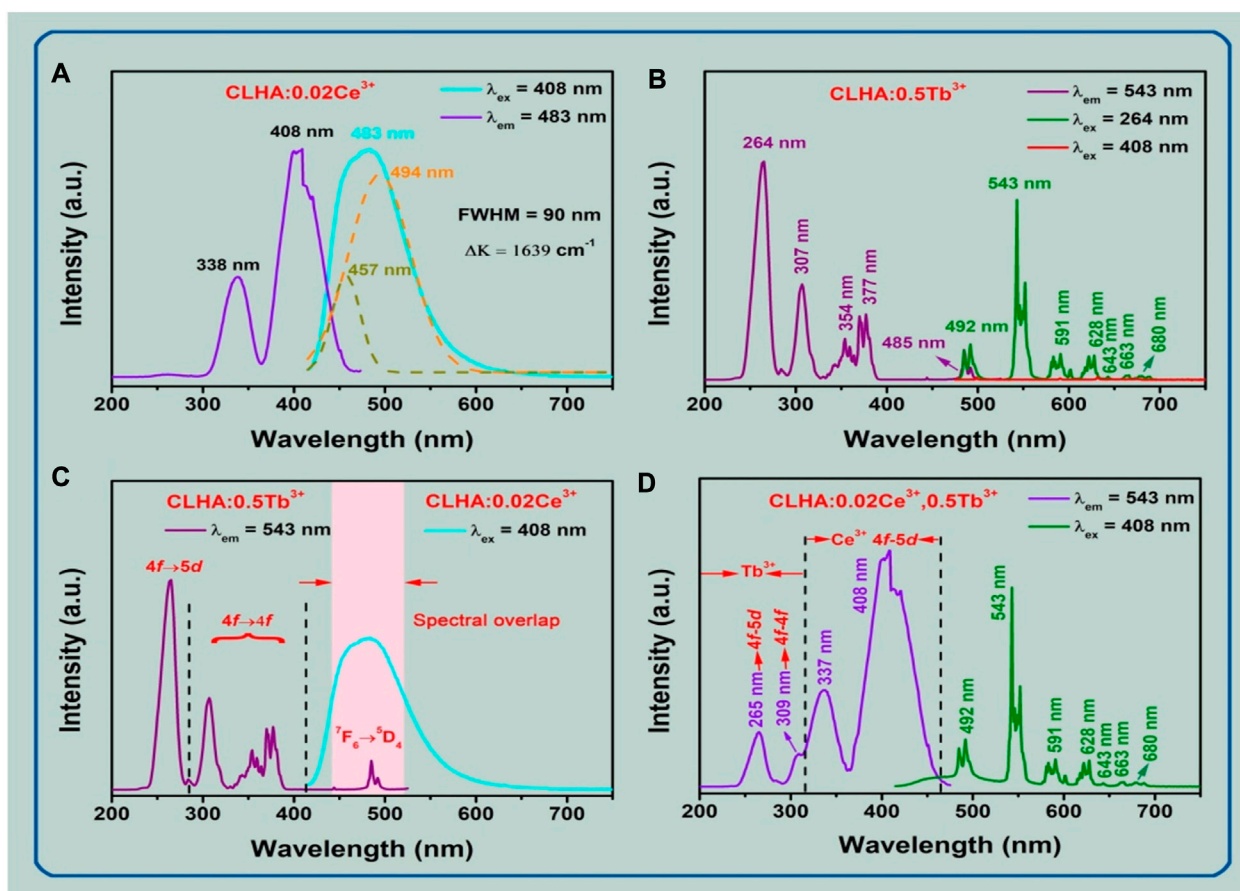 A
CLHA:0.02Ce³⁺
λex = 408 nm
λem = 483 nm
408 nm
483 nm
494 nm
338 nm
457 nm
FWHM = 90 nm
ΔK = 1639 cm⁻¹
Intensity (a.u.)
200 300 400 500 600 700
Wavelength (nm)
B
CLHA:0.5Tb³⁺
λem = 543 nm
λex = 264 nm
λex = 408 nm
264 nm
307 nm
354 nm
377 nm
485 nm
492 nm
543 nm
591 nm
628 nm
643 nm
663 nm
680 nm
Intensity (a.u.)
200 300 400 500 600 700
Wavelength (nm)
C
CLHA:0.5Tb³⁺
λem = 543 nm
CLHA:0.02Ce³⁺
λex = 408 nm
4f→5d
4f→4f
Spectral overlap
⁷F₆→⁵D₄
Intensity (a.u.)
200 300 400 500 600 700
Wavelength (nm)
D
CLHA:0.02Ce³⁺,0.5Tb³⁺
λem = 543 nm
λex = 408 nm
Ce³⁺ 4f-5d
Tb³⁺
265 nm→4f-5d
309 nm→4f-4f
337 nm
408 nm
492 nm
543 nm
591 nm
628 nm
643 nm
663 nm
680 nm
Intensity (a.u.)
200 300 400 500 600 700
Wavelength (nm)